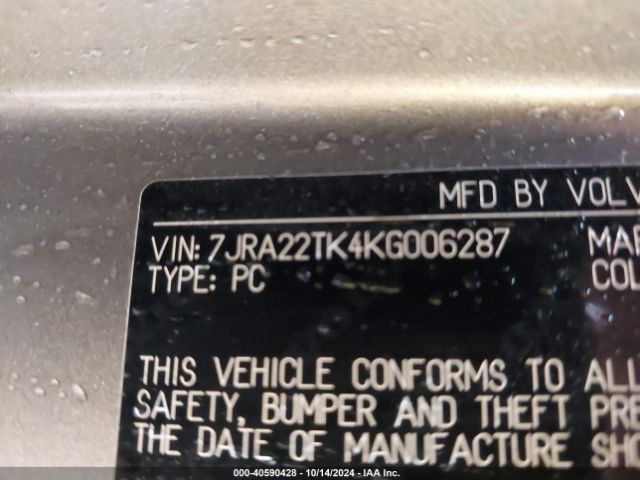 MFD BY VOLV
VIN: 7JRA22TK4KG006287 MAR
TYPE: PC COL
THIS VEHICLE CONFORMS TO ALL
SAFETY, BUMPER AND THEFT PRE
THE DATE OF MANUFACTURE SHO
000-40590428 - 10/14/2024 - IAA Inc.